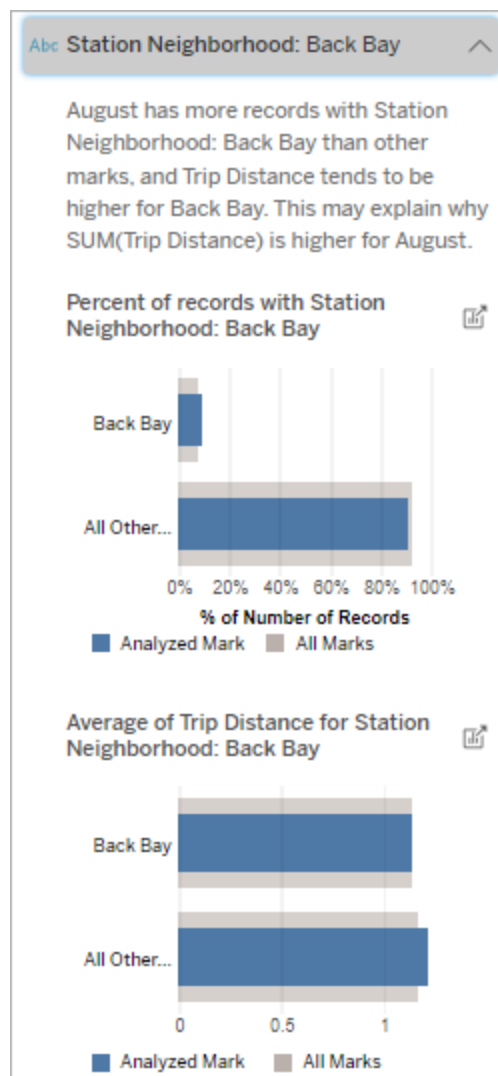 Abc Station Neighborhood: Back Bay
August has more records with Station
Neighborhood: Back Bay than other
marks, and Trip Distance tends to be
higher for Back Bay. This may explain why
SUM(Trip Distance) is higher for August.
Percent of records with Station
Neighborhood: Back Bay
Back Bay
All Other...
0% 20% 40% 60% 80% 100%
% of Number of Records
Analyzed Mark All Marks
Average of Trip Distance for Station
Neighborhood: Back Bay
Back Bay
All Other...
0 0.5 1
Analyzed Mark All Marks